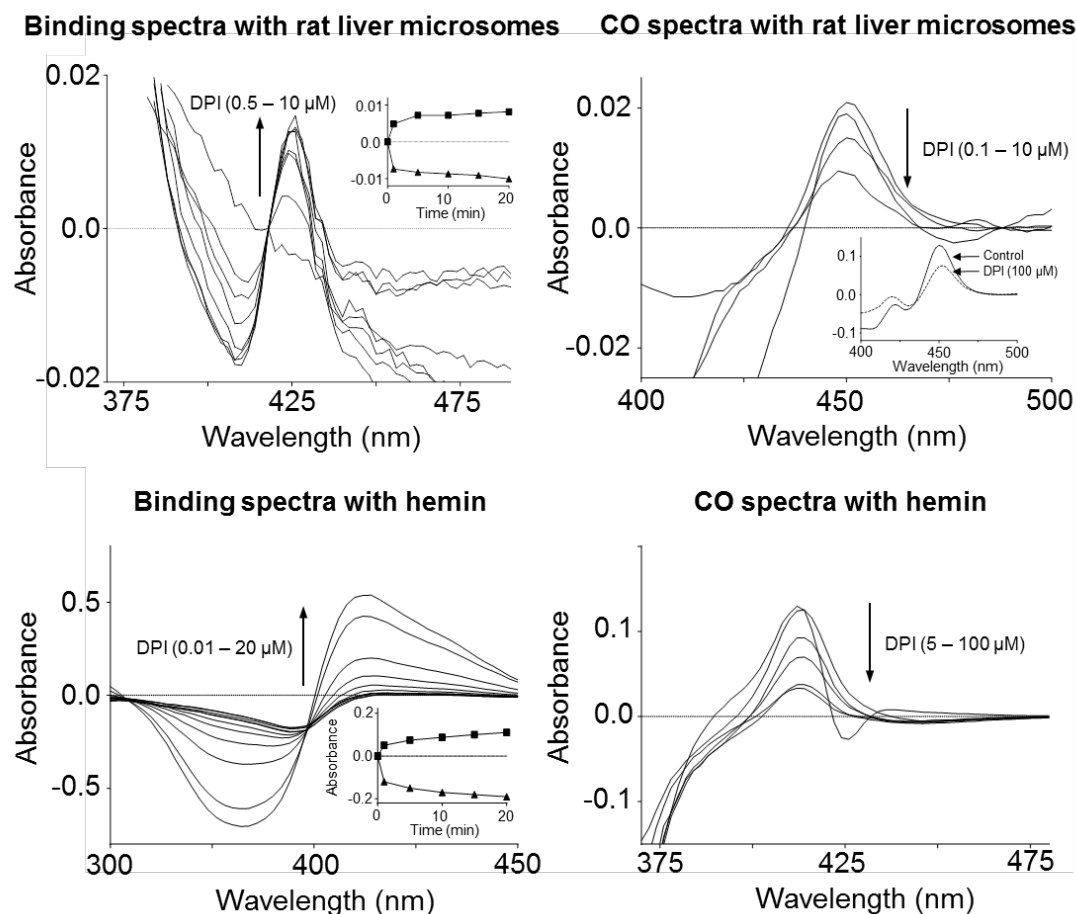 Binding spectra with rat liver microsomes
0.02
0.0
-0.02
Absorbance
DPI (0.5 – 10 µM)
0.01
0.0
-0.01
0
10
20
Time (min)
375
425
475
Wavelength (nm)
CO spectra with rat liver microsomes
0.02
0.0
-0.02
Absorbance
DPI (0.1 – 10 µM)
0.1
0.0
-0.1
Control
DPI (100 µM)
400
450
500
Wavelength (nm)
400
450
500
Wavelength (nm)
Binding spectra with hemin
0.5
0.0
-0.5
Absorbance
DPI (0.01 – 20 µM)
0.2
0.0
-0.2
Absorbance
0
10
20
Time (min)
300
400
450
Wavelength (nm)
CO spectra with hemin
0.1
0.0
-0.1
Absorbance
DPI (5 – 100 µM)
375
425
475
Wavelength (nm)